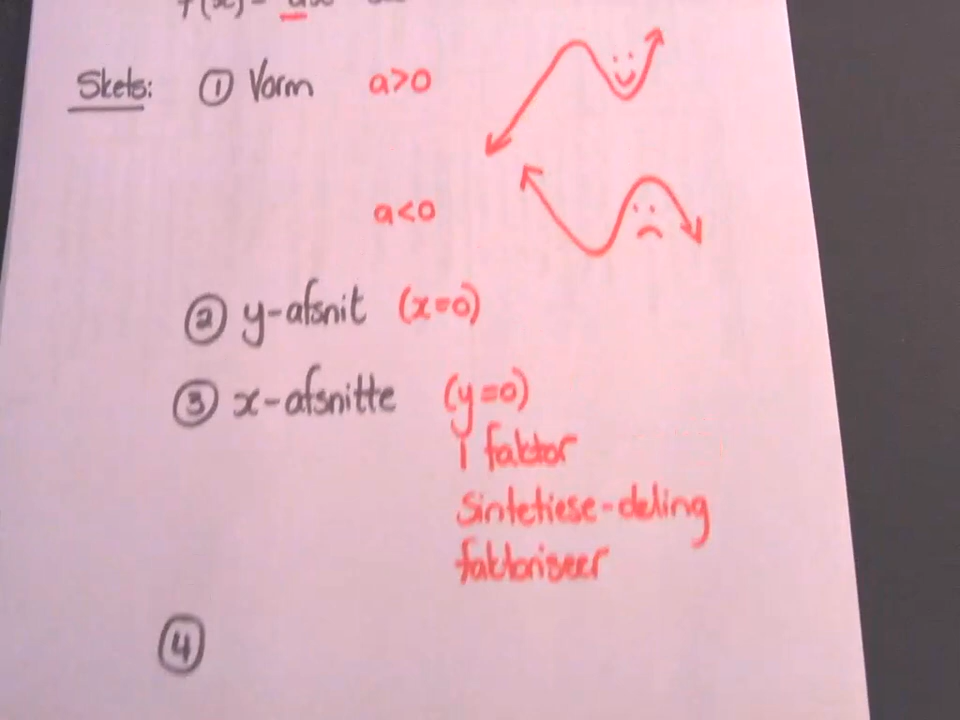 Skets: ① Vorm a>0
a<0
② y-afsnit (x=0)
③ x-afsnitte (y=0)
1 faktor
sintetiese-deling
faktoriseer
④